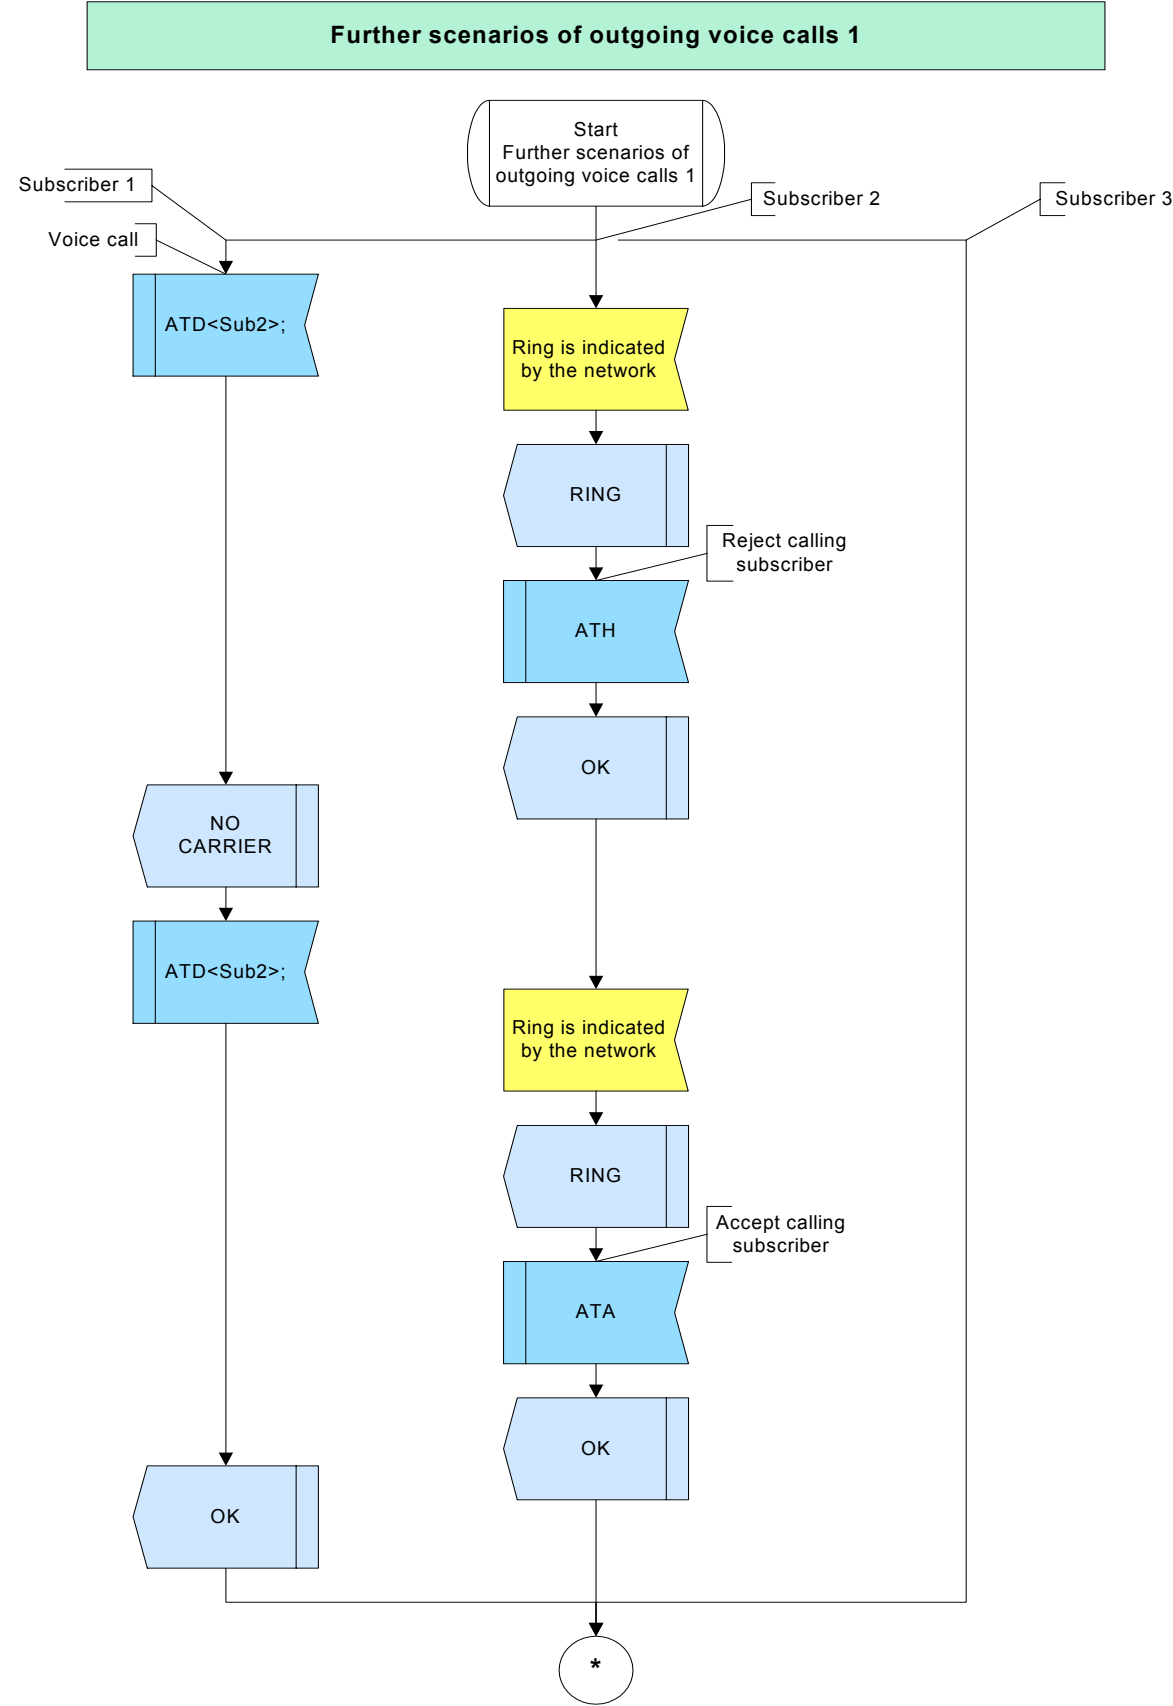 Further scenarios of outgoing voice calls 1
Start
Further scenarios of
outgoing voice calls 1
Subscriber 1
Subscriber 2
Subscriber 3
Voice call
ATD<Sub2>;
Ring is indicated
by the network
RING
Reject calling
subscriber
ATH
OK
NO
CARRIER
ATD<Sub2>;
Ring is indicated
by the network
RING
Accept calling
subscriber
ATA
OK
OK
*